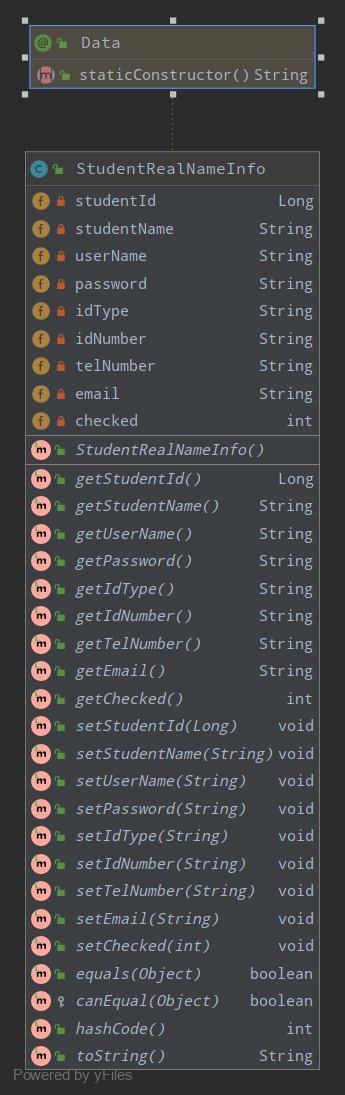 @ Data
m staticConstructor() String
C StudentRealNameInfo
f studentId Long
f studentName String
f userName String
f password String
f idType String
f idNumber String
f telNumber String
f email String
f checked int
m StudentRealNameInfo()
m getStudentId() Long
m getStudentName() String
m getUserName() String
m getPassword() String
m getIdType() String
m getIdNumber() String
m getTelNumber() String
m getEmail() String
m getChecked() int
m setStudentId(Long) void
m setStudentName(String) void
m setUserName(String) void
m setPassword(String) void
m setIdType(String) void
m setIdNumber(String) void
m setTelNumber(String) void
m setEmail(String) void
m setChecked(int) void
m equals(Object) boolean
m canEqual(Object) boolean
m hashCode() int
m toString() String
Powered by yFiles